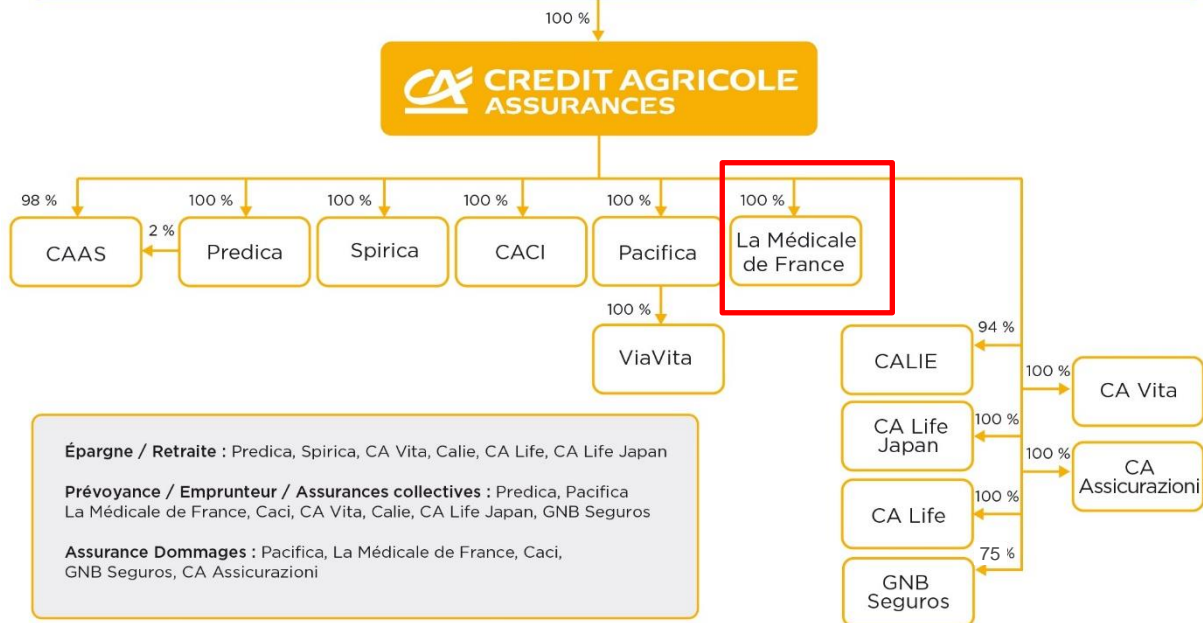 100 %
CA CREDIT AGRICOLE
ASSURANCES
98 %
100 %
100 %
100 %
100 %
100 %
CAAS
2 %
Predica
Spirica
CACI
Pacifica
La Médicale
de France
100 %
ViaVita
94 %
CALIE
100 %
CA Vita
100 %
CA Life
Japan
100 %
CA
Assicurazioni
100 %
CA Life
75 %
GNB
Seguros
Épargne / Retraite : Predica, Spirica, CA Vita, Calie, CA Life, CA Life Japan
Prévoyance / Emprunteur / Assurances collectives : Predica, Pacifica
La Médicale de France, Caci, CA Vita, Calie, CA Life Japan, GNB Seguros
Assurance Dommages : Pacifica, La Médicale de France, Caci,
GNB Seguros, CA Assicurazioni